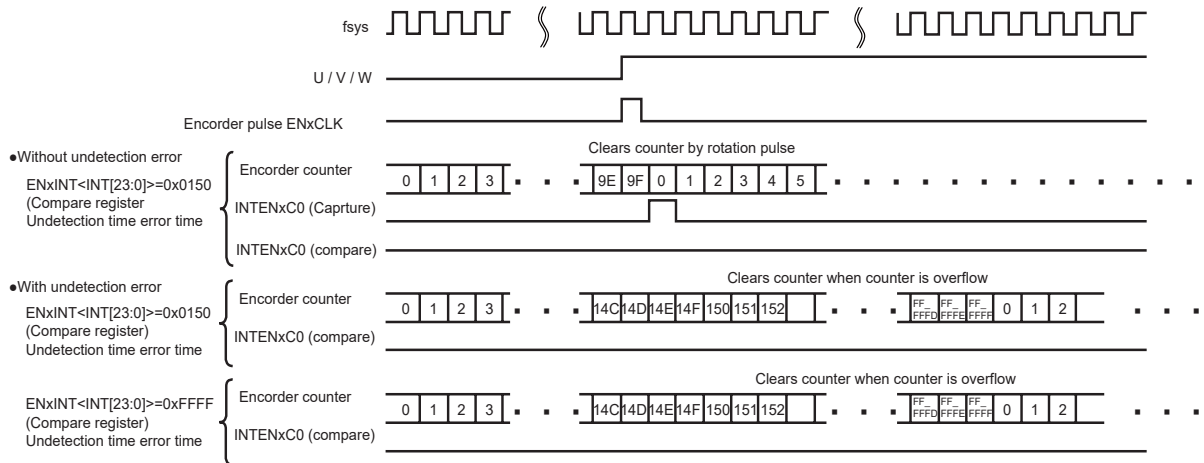 fsys
U / V / W
Encorder pulse ENxCLK
Clears counter by rotation pulse
●Without undetection error
ENxINT<INT[23:0]>=0x0150
(Compare register
Undetection time error time
Encorder counter
0 1 2 3 9E 9F 0 1 2 3 4 5
INTENxC0 (Caprture)
INTENxC0 (compare)
Clears counter when counter is overflow
●With undetection error
ENxINT<INT[23:0]>=0x0150
(Compare register)
Undetection time error time
Encorder counter
0 1 2 3 14C 14D 14E 14F 150 151 152 FF_FFFD FF_FFFE FF_FFFF 0 1 2
INTENxC0 (compare)
Clears counter when counter is overflow
ENxINT<INT[23:0]>=0xFFFF
(Compare register)
Undetection time error time
Encorder counter
0 1 2 3 14C 14D 14E 14F 150 151 152 FF_FFFD FF_FFFE FF_FFFF 0 1 2
INTENxC0 (compare)